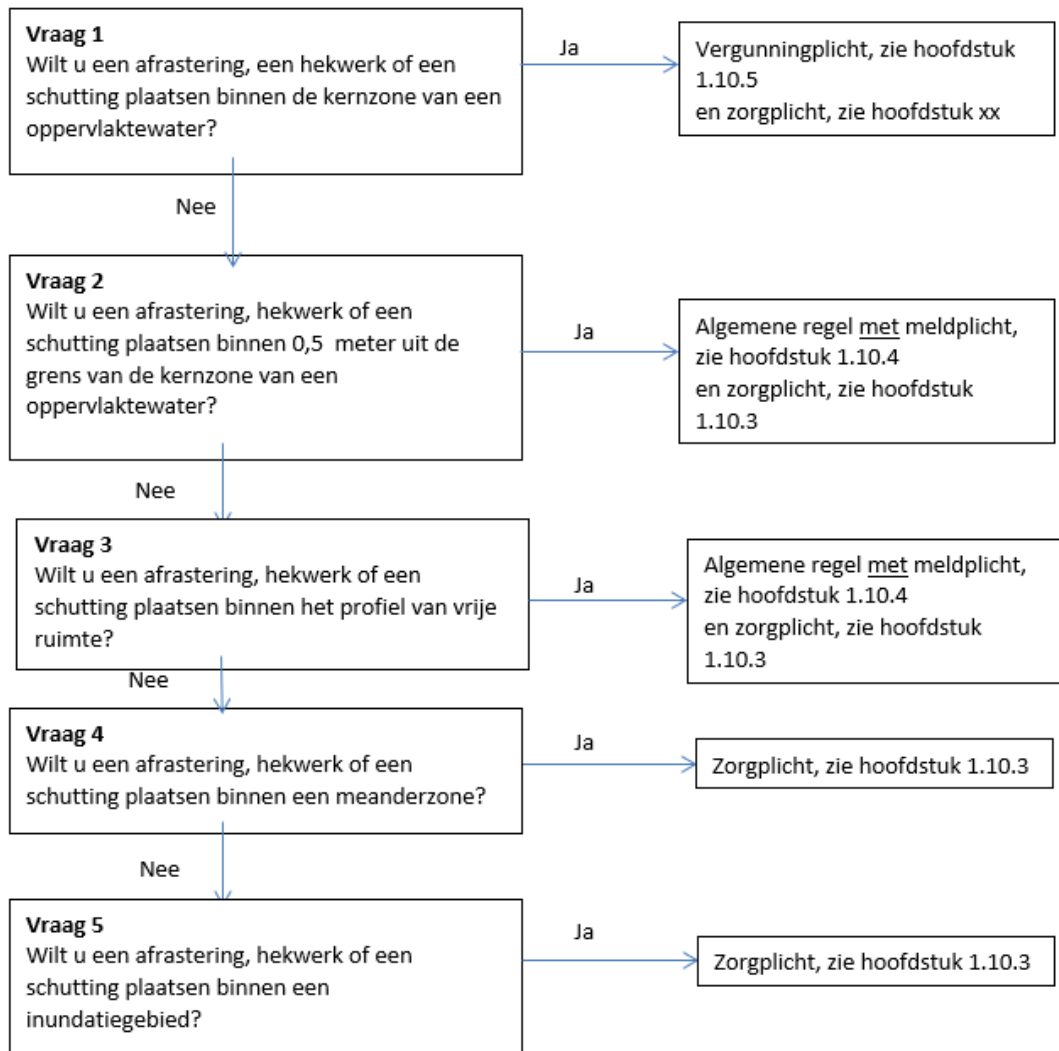 Vraag 1
Wilt u een afrastering, een hekwerk of een
schutting plaatsen binnen de kernzone van een
oppervlaktewater?
Ja
Vergunningplicht, zie hoofdstuk
1.10.5
en zorgplicht, zie hoofdstuk xx
Nee
Vraag 2
Wilt u een afrastering, hekwerk of een
schutting plaatsen binnen 0,5 meter uit de
grens van de kernzone van een
oppervlaktewater?
Ja
Algemene regel met meldplicht,
zie hoofdstuk 1.10.4
en zorgplicht, zie hoofdstuk
1.10.3
Nee
Vraag 3
Wilt u een afrastering, hekwerk of een
schutting plaatsen binnen het profiel van vrije
ruimte?
Ja
Algemene regel met meldplicht,
zie hoofdstuk 1.10.4
en zorgplicht, zie hoofdstuk
1.10.3
Nee
Vraag 4
Wilt u een afrastering, hekwerk of een
schutting plaatsen binnen een meanderzone?
Ja
Zorgplicht, zie hoofdstuk 1.10.3
Nee
Vraag 5
Wilt u een afrastering, hekwerk of een
schutting plaatsen binnen een
inundatiegebied?
Ja
Zorgplicht, zie hoofdstuk 1.10.3